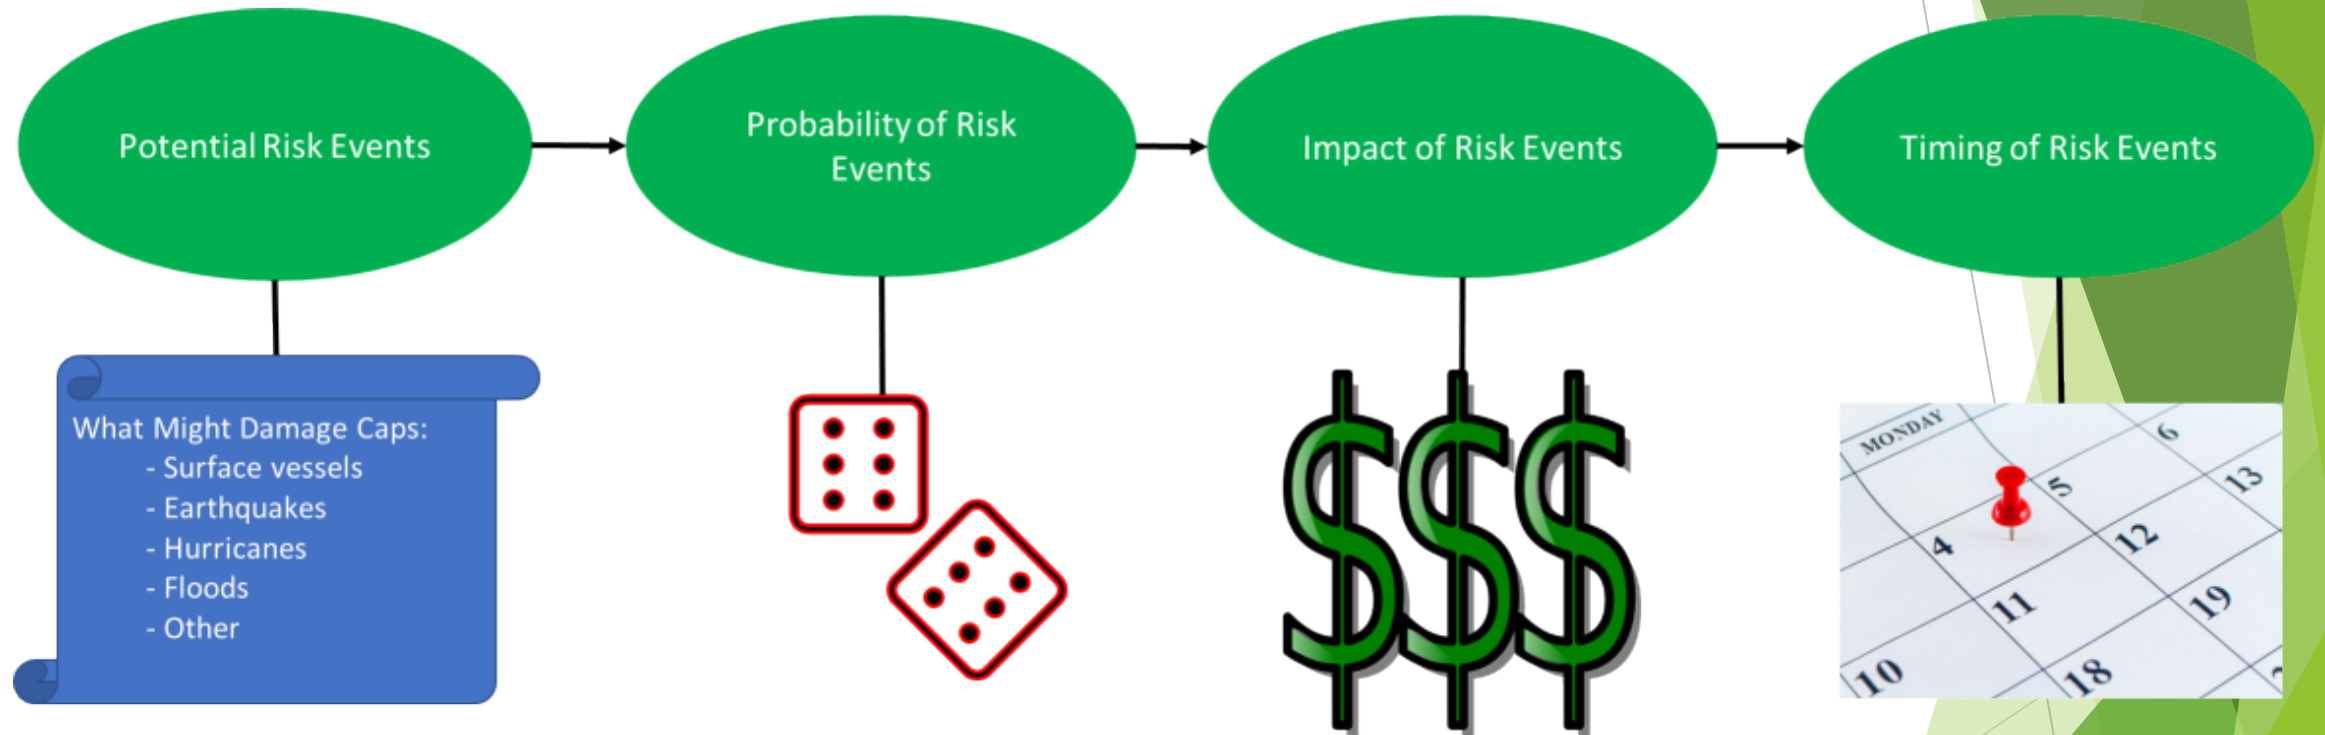 Potential Risk Events
Probability of Risk
Events
Impact of Risk Events
Timing of Risk Events
What Might Damage Caps:
- Surface vessels
- Earthquakes
- Hurricanes
- Floods
- Other
MONDAY
6
5
13
4
12
11
19
10
18